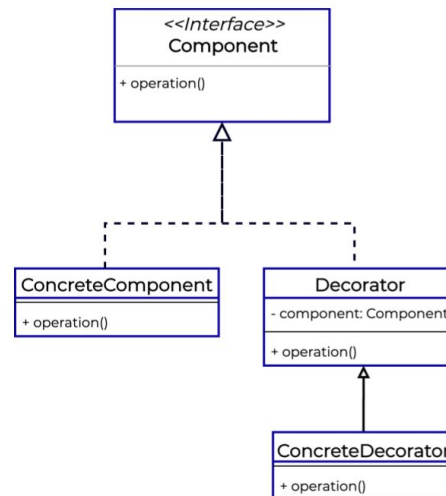 <<Interface>>
Component
+ operation()
ConcreteComponent
+ operation()
Decorator
- component: Component
+ operation()
ConcreteDecorator
+ operation()